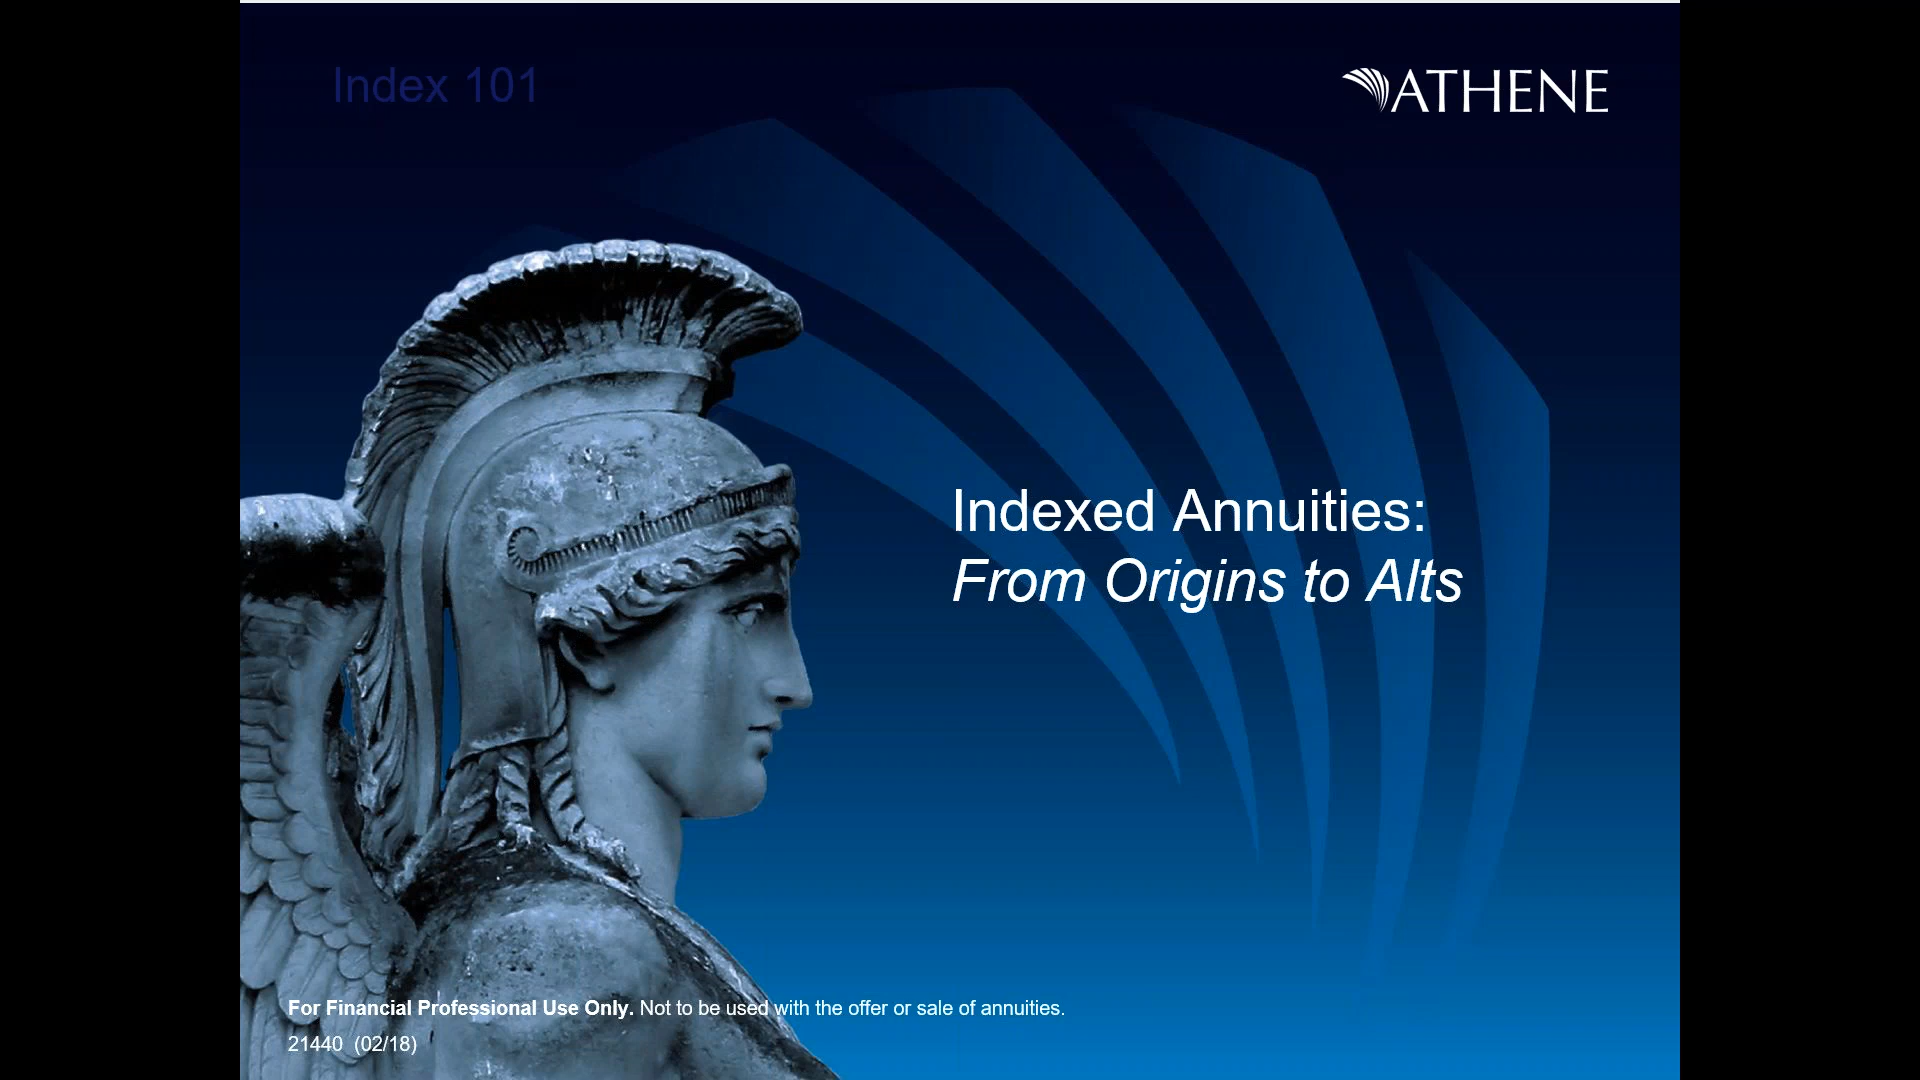 Index 101
ATHENE
Indexed Annuities:
From Origins to Alts
For Financial Professional Use Only. Not to be used with the offer or sale of annuities.
21440 (02/18)